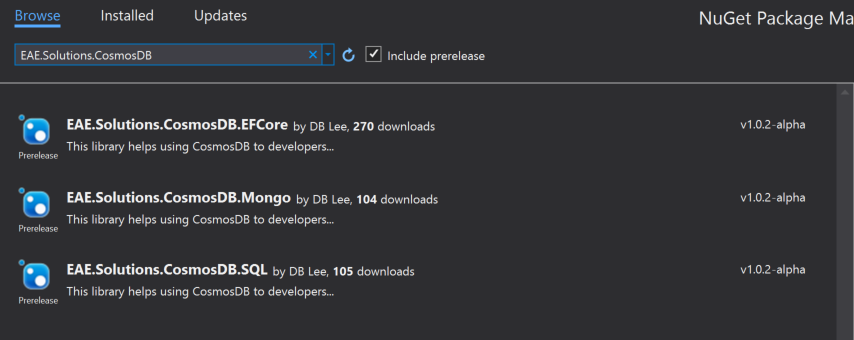 Browse Installed Updates NuGet Package Ma
EAE.Solutions.CosmosDB Include prerelease
EAE.Solutions.CosmosDB.EFCore by DB Lee, 270 downloads v1.0.2-alpha
This library helps using CosmosDB to developers...
Prerelease
EAE.Solutions.CosmosDB.Mongo by DB Lee, 104 downloads v1.0.2-alpha
This library helps using CosmosDB to developers...
Prerelease
EAE.Solutions.CosmosDB.SQL by DB Lee, 105 downloads v1.0.2-alpha
This library helps using CosmosDB to developers...
Prerelease